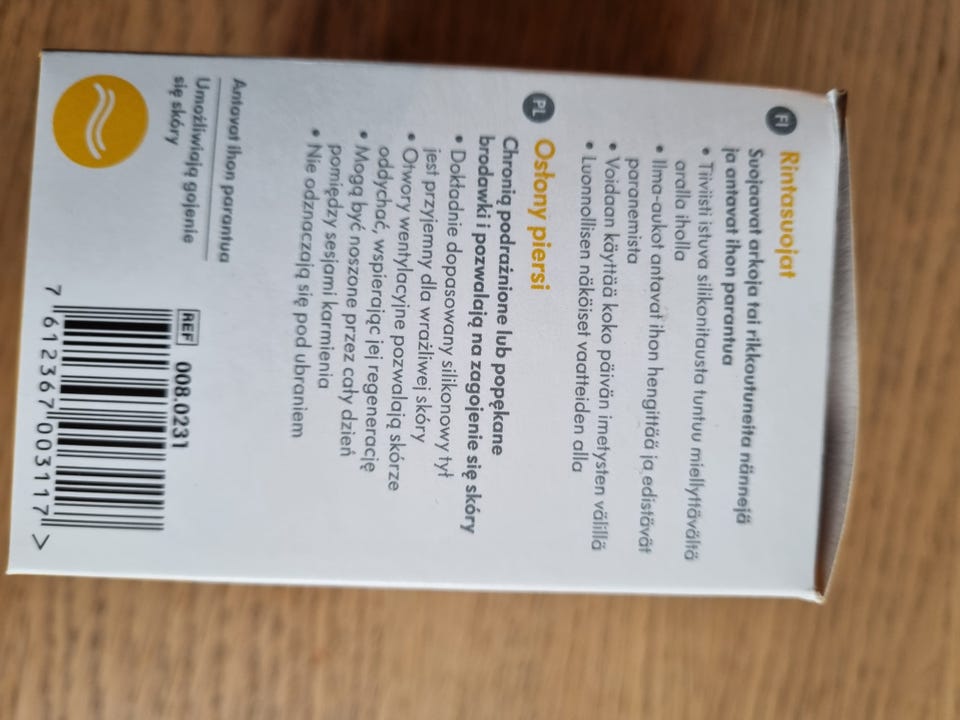 FI
Rintasuojat
Suojaavat arkoja tai rikkoutuneita nännejä
ja antavat ihon parantua
• Tiiviisti istuva silikonitausta tuntuu miellyttävältä
aralla iholla
• Ilma-aukot antavat ihon hengittää ja edistävät
paranemista
• Voidaan käyttää koko päivän imetysten välillä
• Luonnollisen näköiset vaatteiden alla
PL
Osłony piersi
Chronią podrażnione lub popękane
brodawki i pozwalają na zagojenie się skóry
• Dokładnie dopasowany silikonowy tył
jest przyjemny dla wrażliwej skóry
• Otwory wentylacyjne pozwalają skórze
oddychać, wspierając jej regenerację
• Mogą być noszone przez cały dzień
pomiędzy sesjami karmienia
• Nie odznaczają się pod ubraniem
Antavat ihon parantua
Umożliwiają gojenie
się skóry
REF 008.0231
7 612367 003117 >